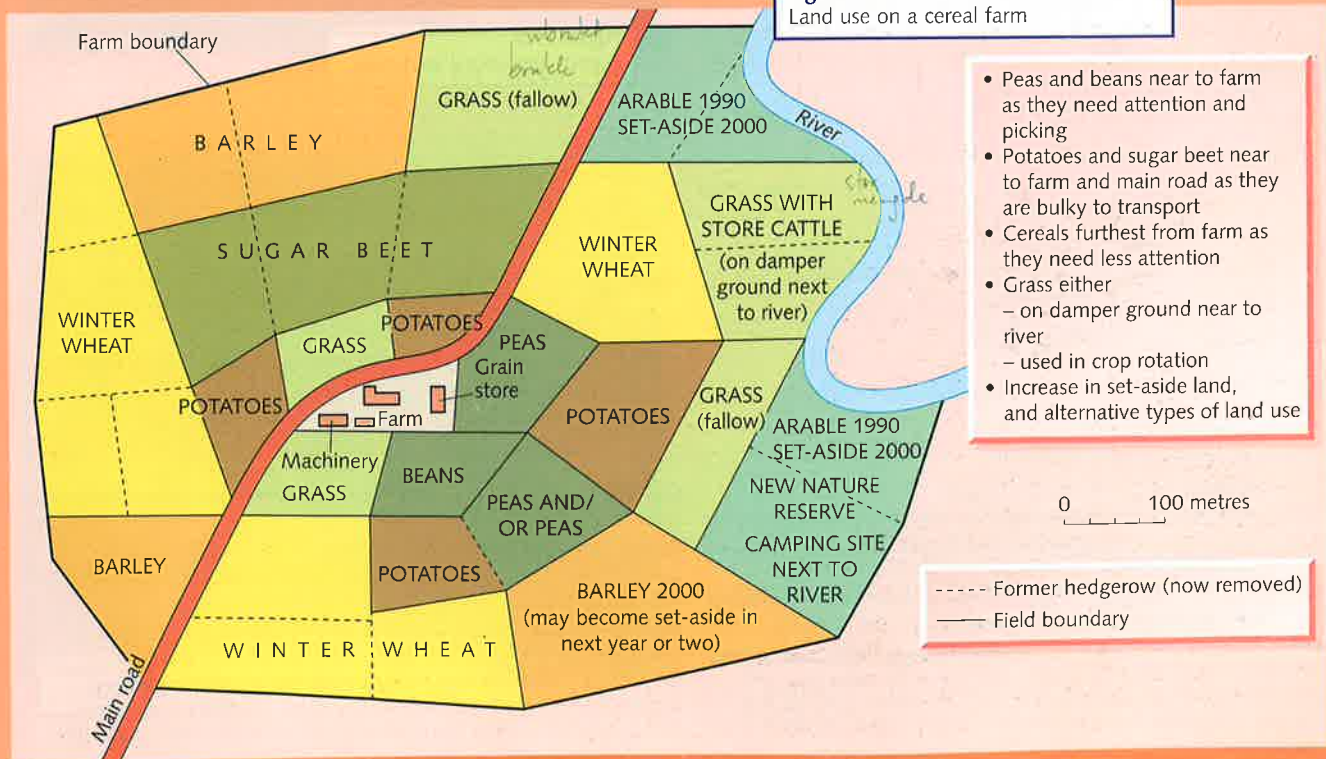 Land use on a cereal farm
Farm boundary
GRASS (fallow)
ARABLE 1990
SET-ASIDE 2000
River
BARLEY
SUGAR BEET
WINTER
WHEAT
GRASS WITH
STORE CATTLE
(on damper
ground next
to river)
WINTER
WHEAT
GRASS
POTATOES
PEAS
Grain
store
POTATOES
Farm
POTATOES
GRASS
(fallow)
ARABLE 1990
SET-ASIDE 2000
Machinery
GRASS
BEANS
PEAS AND/
OR PEAS
NEW NATURE
RESERVE
CAMPING SITE
NEXT TO
RIVER
BARLEY
POTATOES
BARLEY 2000
(may become set-aside in
next year or two)
WINTER WHEAT
Main road
• Peas and beans near to farm
as they need attention and
picking
• Potatoes and sugar beet near
to farm and main road as they
are bulky to transport
• Cereals furthest from farm as
they need less attention
• Grass either
– on damper ground near to
river
– used in crop rotation
• Increase in set-aside land,
and alternative types of land use
0 100 metres
Former hedgerow (now removed)
Field boundary